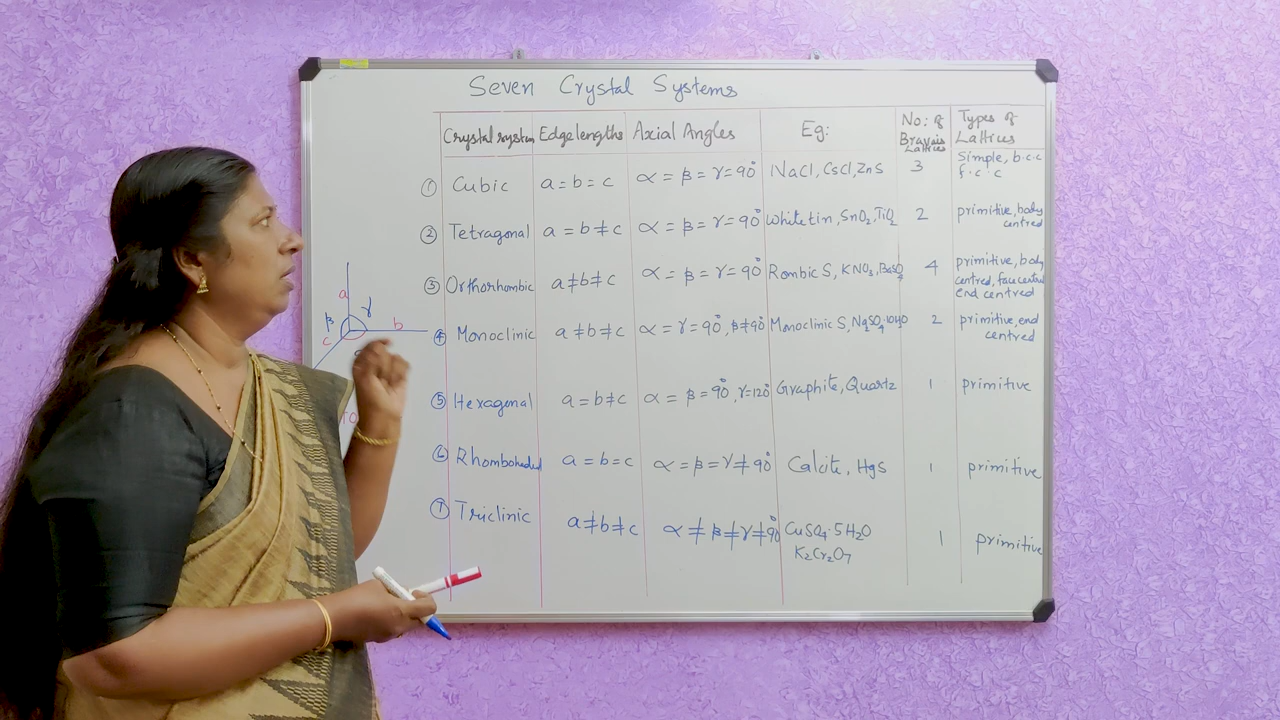 Seven Crystal Systems
Crystal system Edge lengths Axial Angles Eg: No: of Bravais Lattices Types of Lattices
① Cubic a = b = c α = β = γ = 90° NaCl, CsCl, ZnS 3 Simple, b.c.c
f.c.c
② Tetragonal a = b ≠ c α = β = γ = 90° White tin, SnO₂, TiO₂ 2 primitive, body
centred
③ Orthorhombic a ≠ b ≠ c α = β = γ = 90° Rombic S, KNO₃, BaSO₄ 4 primitive, body
centred, face centred
end centred
④ Monoclinic a ≠ b ≠ c α = γ = 90°, β ≠ 90° Monoclinic S, Na₂SO₄·10H₂O 2 primitive, end
centred
⑤ Hexagonal a = b ≠ c α = β = 90°, γ = 120° Graphite, Quartz 1 primitive
⑥ Rhombohedral a = b = c α = β = γ ≠ 90° Calcite, HgS 1 primitive
⑦ Triclinic a ≠ b ≠ c α ≠ β ≠ γ ≠ 90° CuSO₄·5H₂O 1 primitive
K₂Cr₂O₇
a
β γ b
c